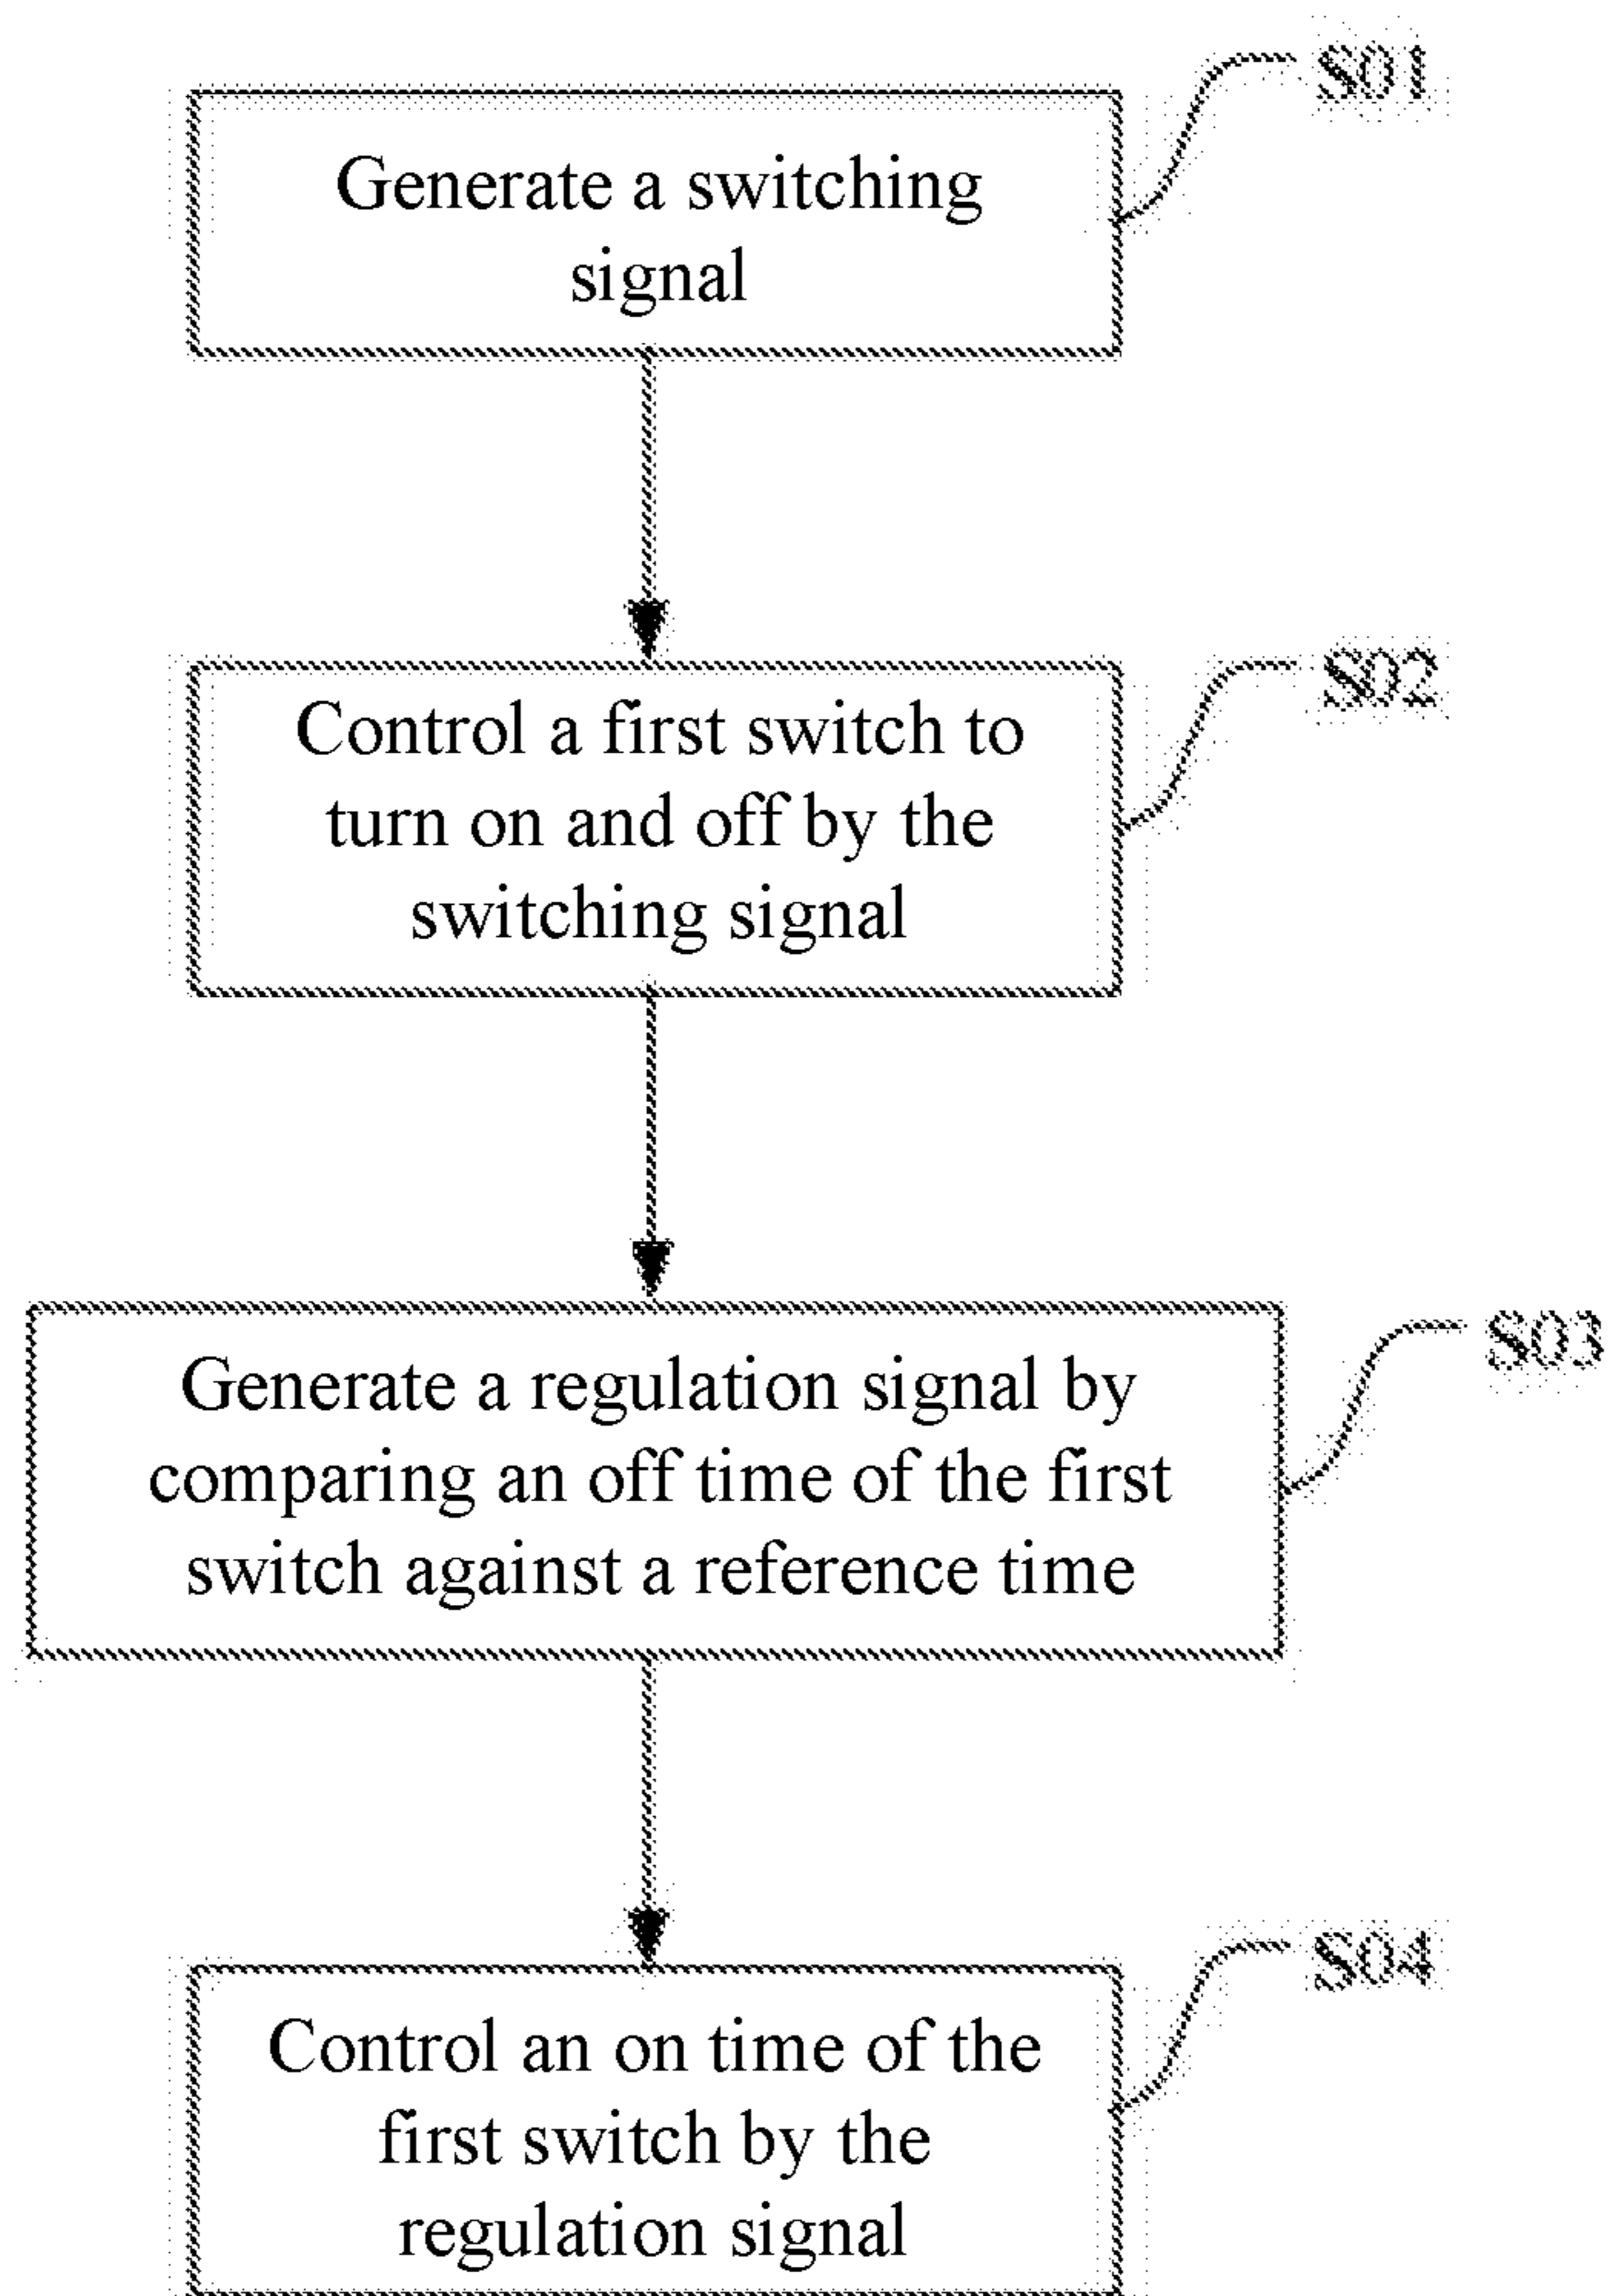 S01
Generate a switching
signal
S02
Control a first switch to
turn on and off by the
switching signal
S03
Generate a regulation signal by
comparing an off time of the first
switch against a reference time
S04
Control an on time of the
first switch by the
regulation signal